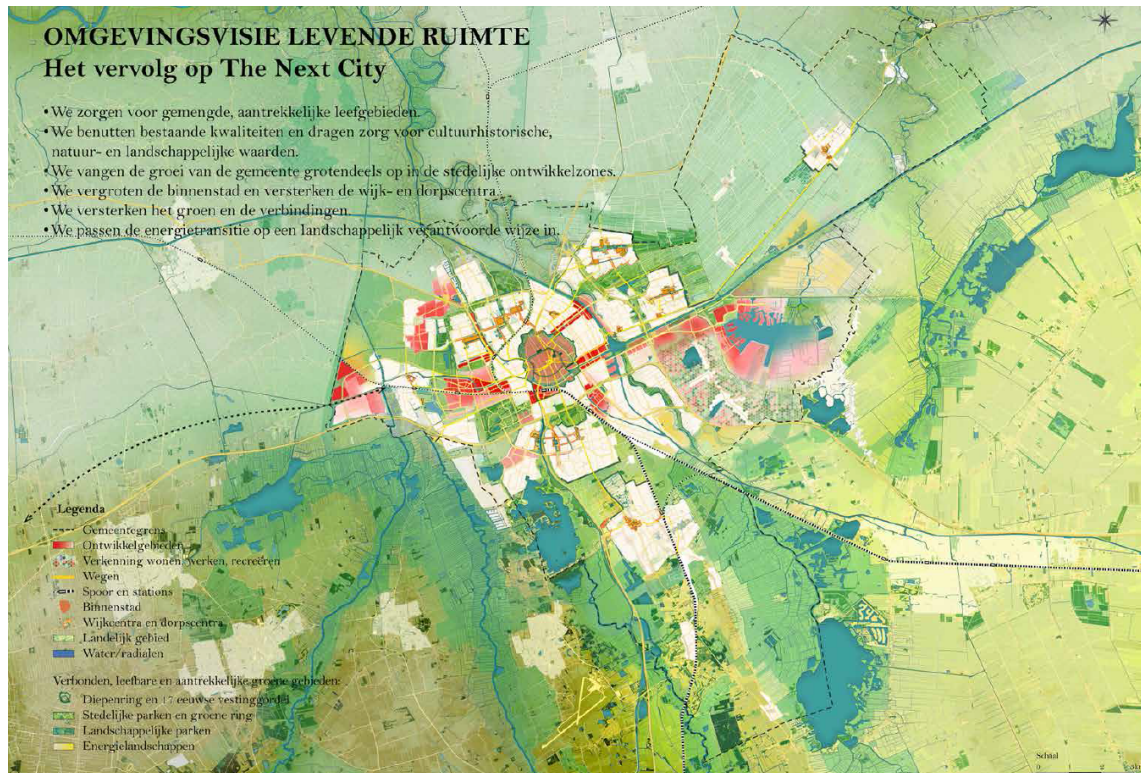 OMGEVINGSVISIE LEVENDE RUIMTE
Het vervolg op The Next City
• We zorgen voor gemengde, aantrekkelijke leefgebieden.
• We benutten bestaande kwaliteiten en dragen zorg voor cultuurhistorische,
natuur- en landschappelijke waarden.
• We vangen de groei van de gemeente grotendeels op in de stedelijke ontwikkelzones.
• We vergroten de binnenstad en versterken de wijk- en dorpscentra.
• We versterken het groen en de verbindingen.
• We passen de energietransitie op een landschappelijk verantwoorde wijze in.
Legenda
Gemeentegrens
Ontwikkelgebieden
Verkenning wonen, werken, recreëren
Wegen
Spoor en stations
Binnenstad
Wijkcentra en dorpscentra
Landelijk gebied
Water/radialen
Verbonden, leefbare en aantrekkelijke groene gebieden:
Diepenring en 17 eeuwse vestinggordel
Stedelijke parken en groene ring
Landschappelijke parken
Energielandschappen
Schaal
0 1 2